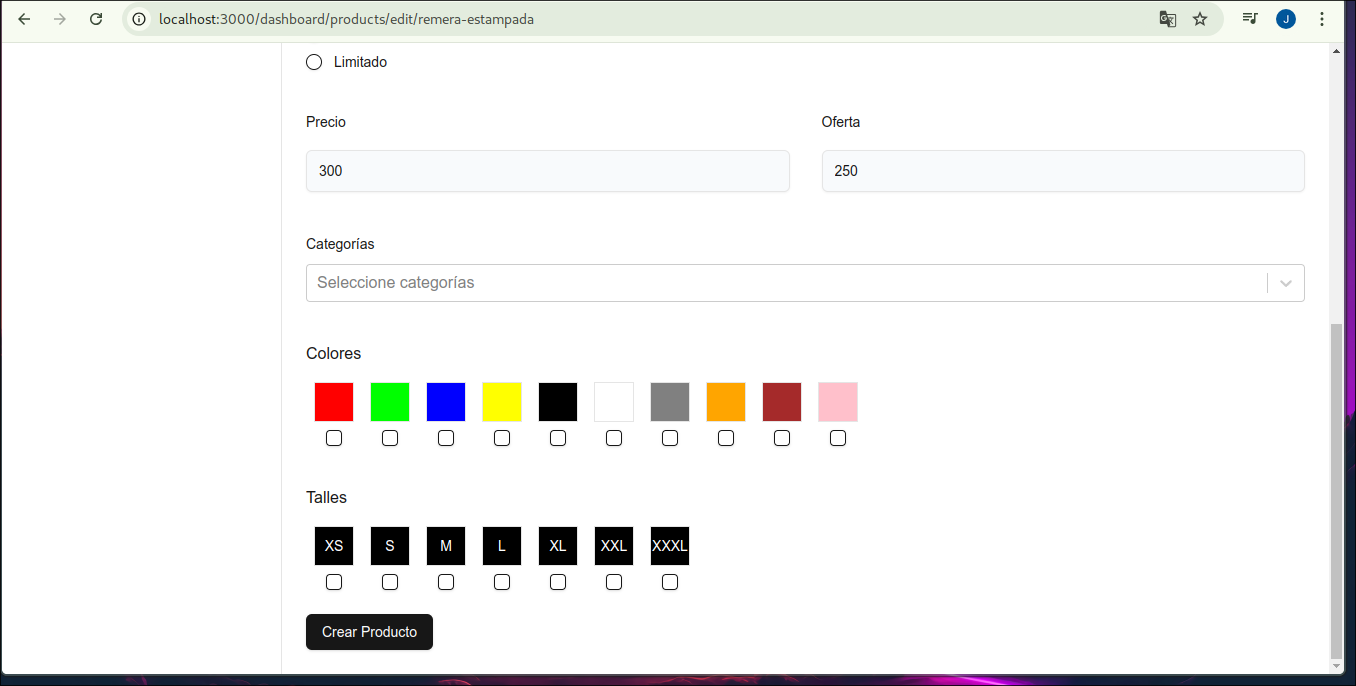 localhost:3000/dashboard/products/edit/remera-estampada
J
Limitado
Precio Oferta
300 250
Categorías
Seleccione categorías
Colores
Talles
XS S M L XL XXL XXXL
Crear Producto